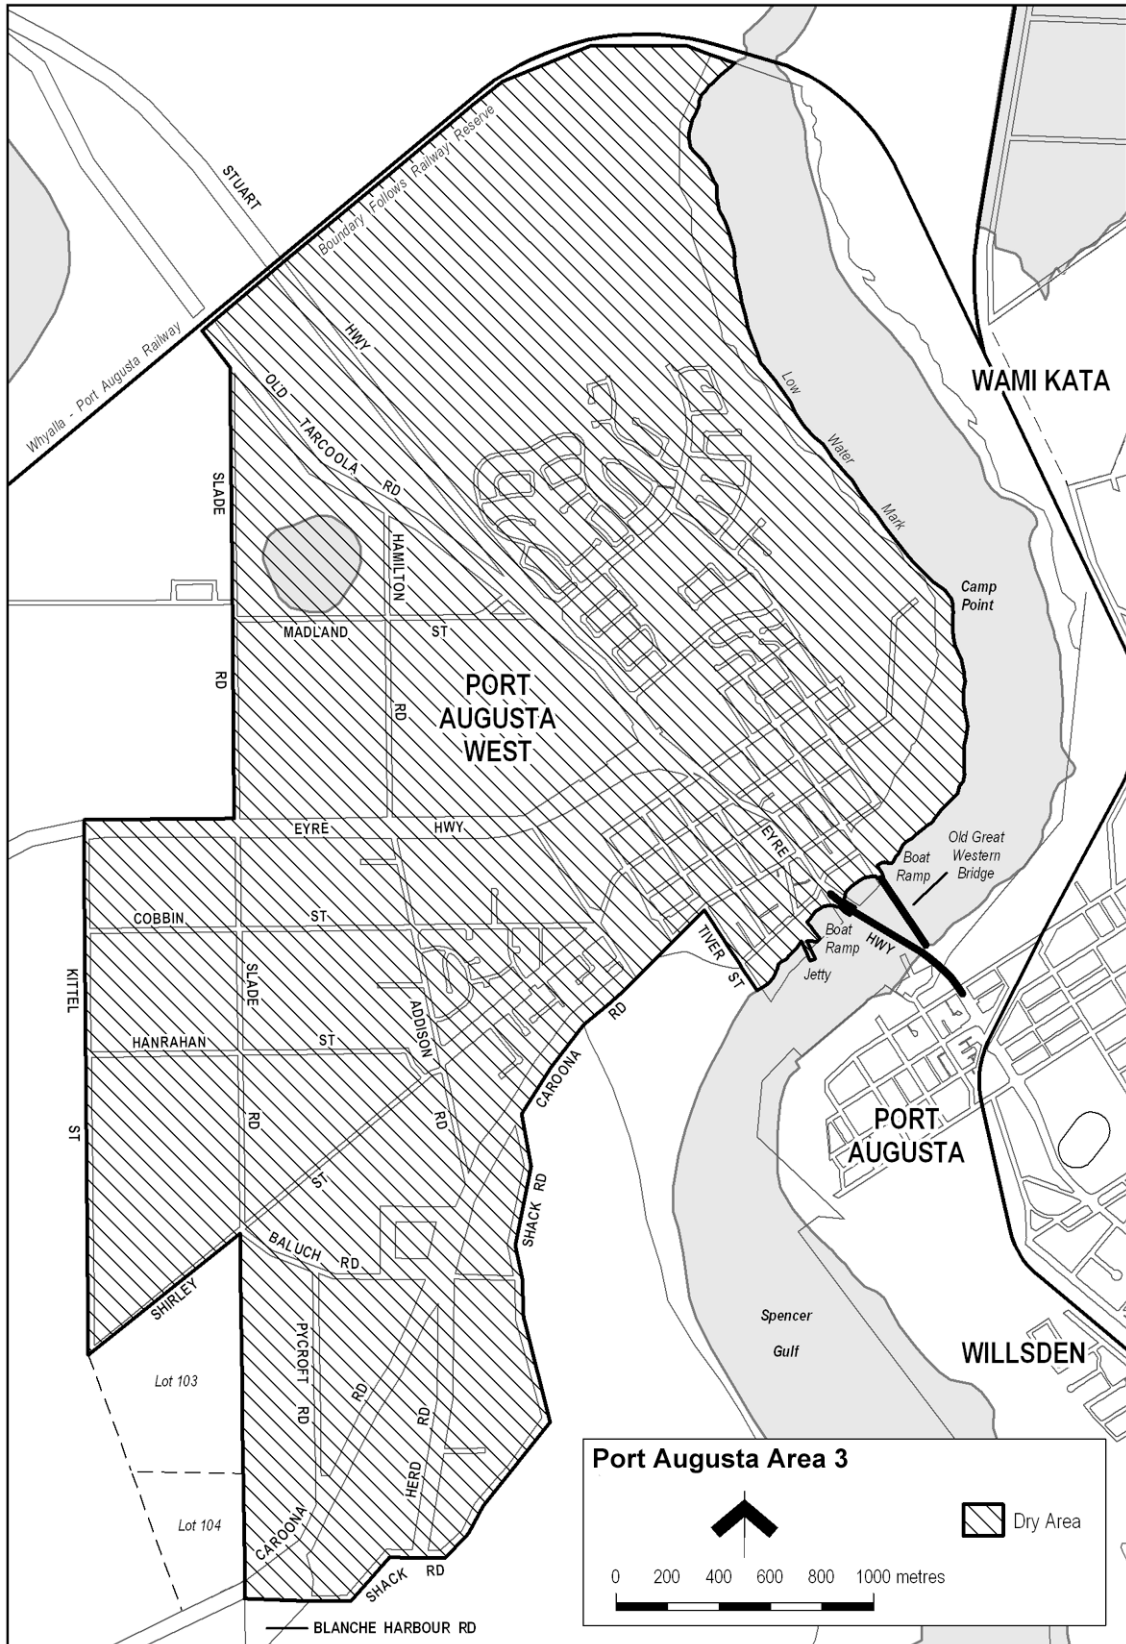 STUART
HWY
Boundary Follows Railway Reserve
Whyalla - Port Augusta Railway
OLD
TARCOOLA
RD
SLADE
RD
HAMILTON
RD
MADLAND
ST
Low
Water
Mark
WAMI KATA
Camp
Point
PORT
AUGUSTA
WEST
EYRE
HWY
EYRE
HWY
Old Great
Western
Bridge
Boat
Ramp
Boat
Ramp
Jetty
TIVER
ST
COBBIN
ST
KITTEL
ST
SLADE
RD
HANRAHAN
ST
ADDISON
RD
CAROONA
RD
PORT
AUGUSTA
SHACK RD
SHIRLEY
ST
BALUCH
RD
PYCROFT
RD
Spencer
Gulf
WILLSDEN
Lot 103
Lot 104
CAROONA
RD
HERD
RD
SHACK
RD
BLANCHE HARBOUR RD
Port Augusta Area 3
Dry Area
0 200 400 600 800 1000 metres